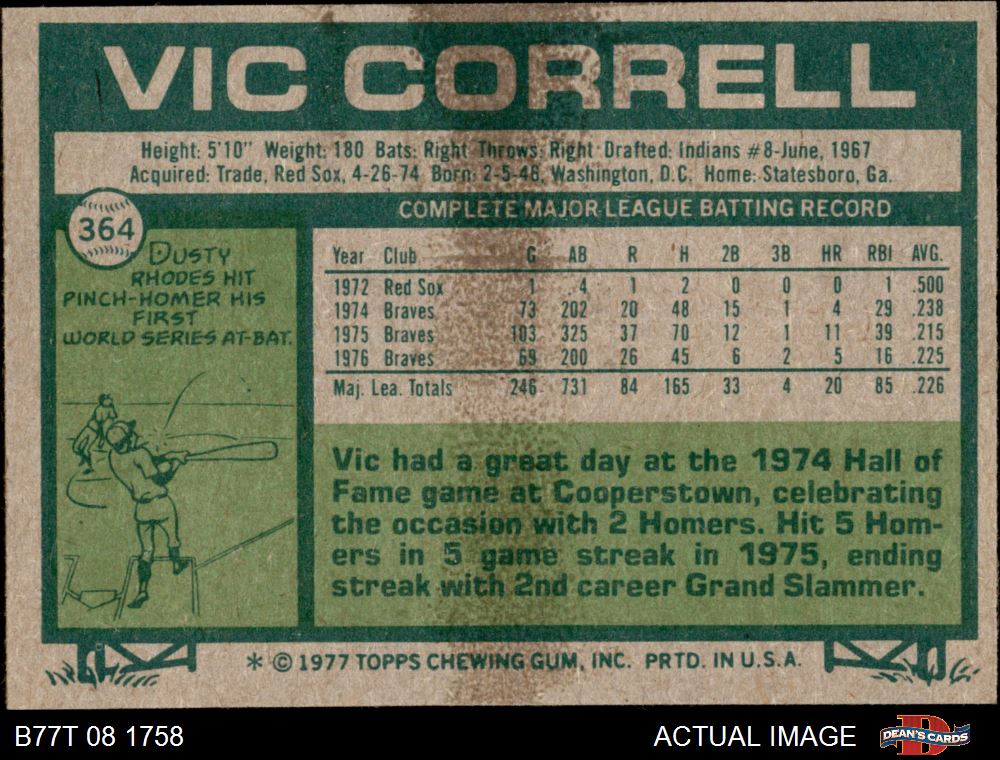 VIC CORRELL
Height: 5'10" Weight: 180 Bats: Right Throws: Right Drafted: Indians #8-June, 1967
Acquired: Trade, Red Sox, 4-26-74 Born: 2-5-48, Washington, D.C. Home: Statesboro, Ga.
364
COMPLETE MAJOR LEAGUE BATTING RECORD
DUSTY
RHODES HIT
PINCH-HOMER HIS
FIRST
WORLD SERIES AT-BAT.
Year Club G AB R H 2B 3B HR RBI AVG.
1972 Red Sox 1 4 1 2 0 0 0 1 .500
1974 Braves 73 202 20 48 15 1 4 29 .238
1975 Braves 103 325 37 70 12 1 11 39 .215
1976 Braves 69 200 26 45 6 2 5 16 .225
Maj. Lea. Totals 246 731 84 165 33 4 20 85 .226
Vic had a great day at the 1974 Hall of
Fame game at Cooperstown, celebrating
the occasion with 2 Homers. Hit 5 Hom-
ers in 5 game streak in 1975, ending
streak with 2nd career Grand Slammer.
* © 1977 TOPPS CHEWING GUM, INC. PRTD. IN U.S.A.
B77T 08 1758
ACTUAL IMAGE
DEAN'S CARDS